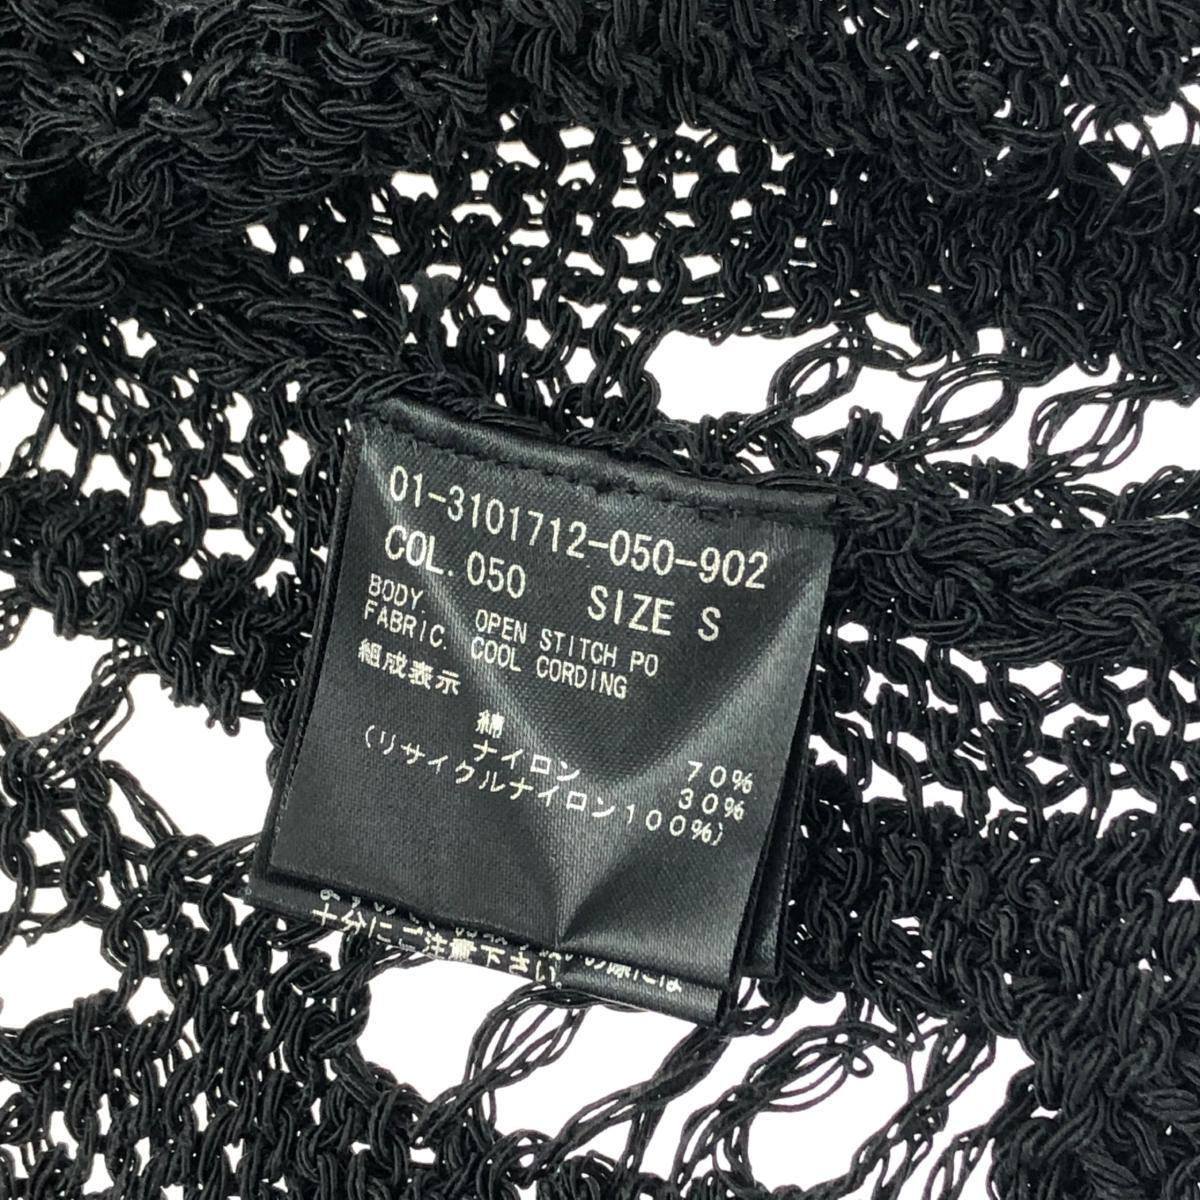 01-3101712-050-902
COL. 050 SIZE S
BODY. OPEN STITCH PO
FABRIC. COOL CORDING
組成表示
綿 70%
ナイロン 30%
(リサイクルナイロン100%)
十分にご注意下さい